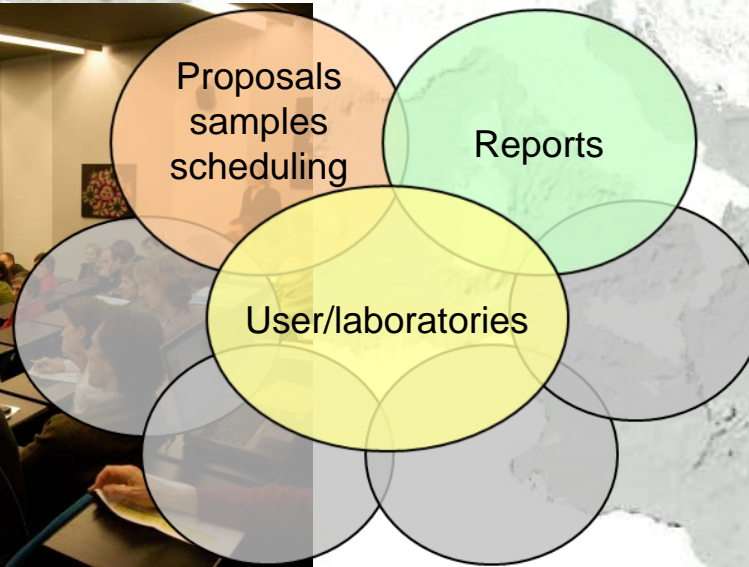 Proposals
samples
scheduling
Reports
User/laboratories